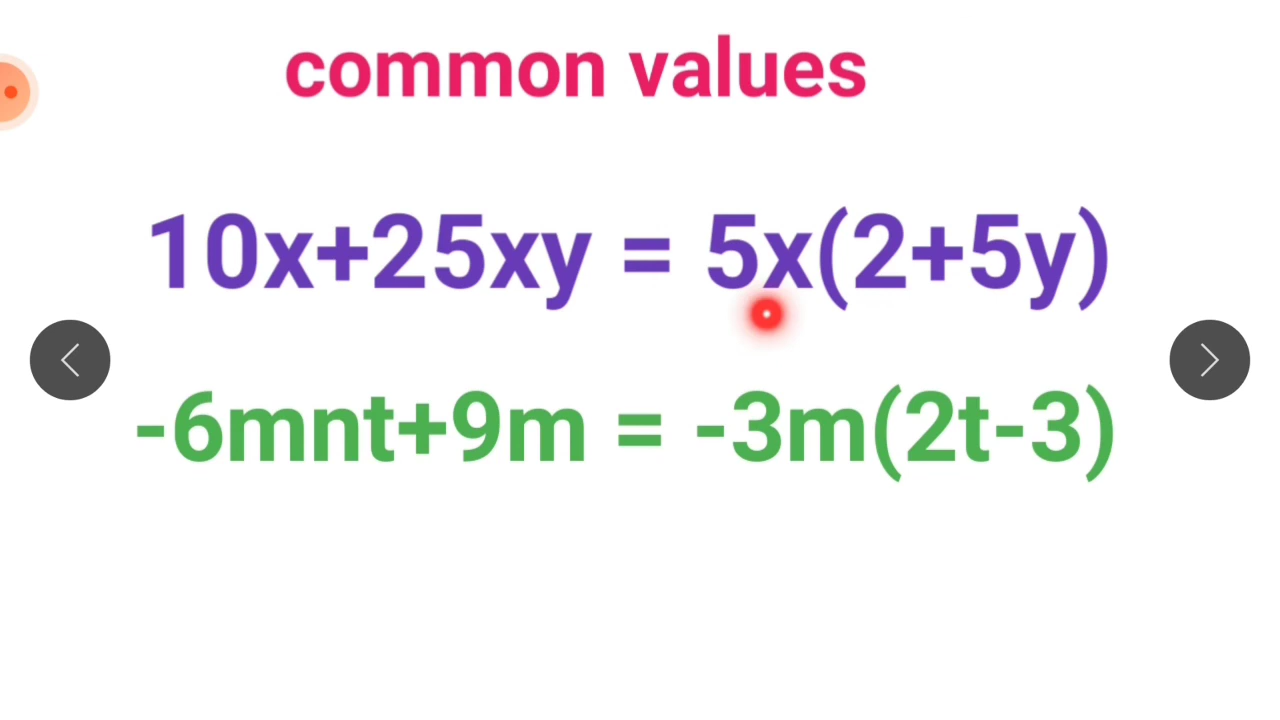 common values
10x+25xy = 5x(2+5y)
-6mnt+9m = -3m(2t-3)